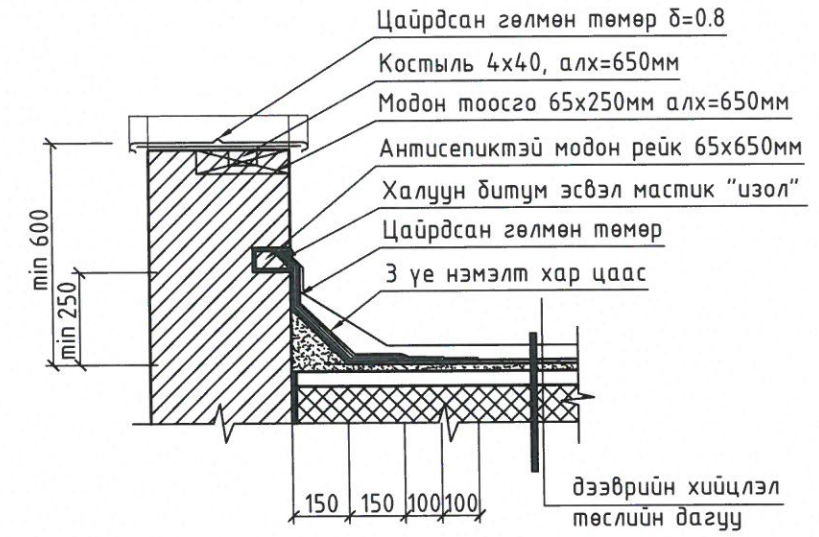 Цайрдсан гөлмөн төмөр δ=0.8
Костыль 4х40, алх=650мм
Модон тоосго 65х250мм алх=650мм
Антисепиктэй модон рейк 65х650мм
Халуун битум эсвэл мастик "изол"
Цайрдсан гөлмөн төмөр
3 үе нэмэлт хар цаас
min 600
min 250
150 150 100 100
дээврийн хийцлэл
төслийн дагуу